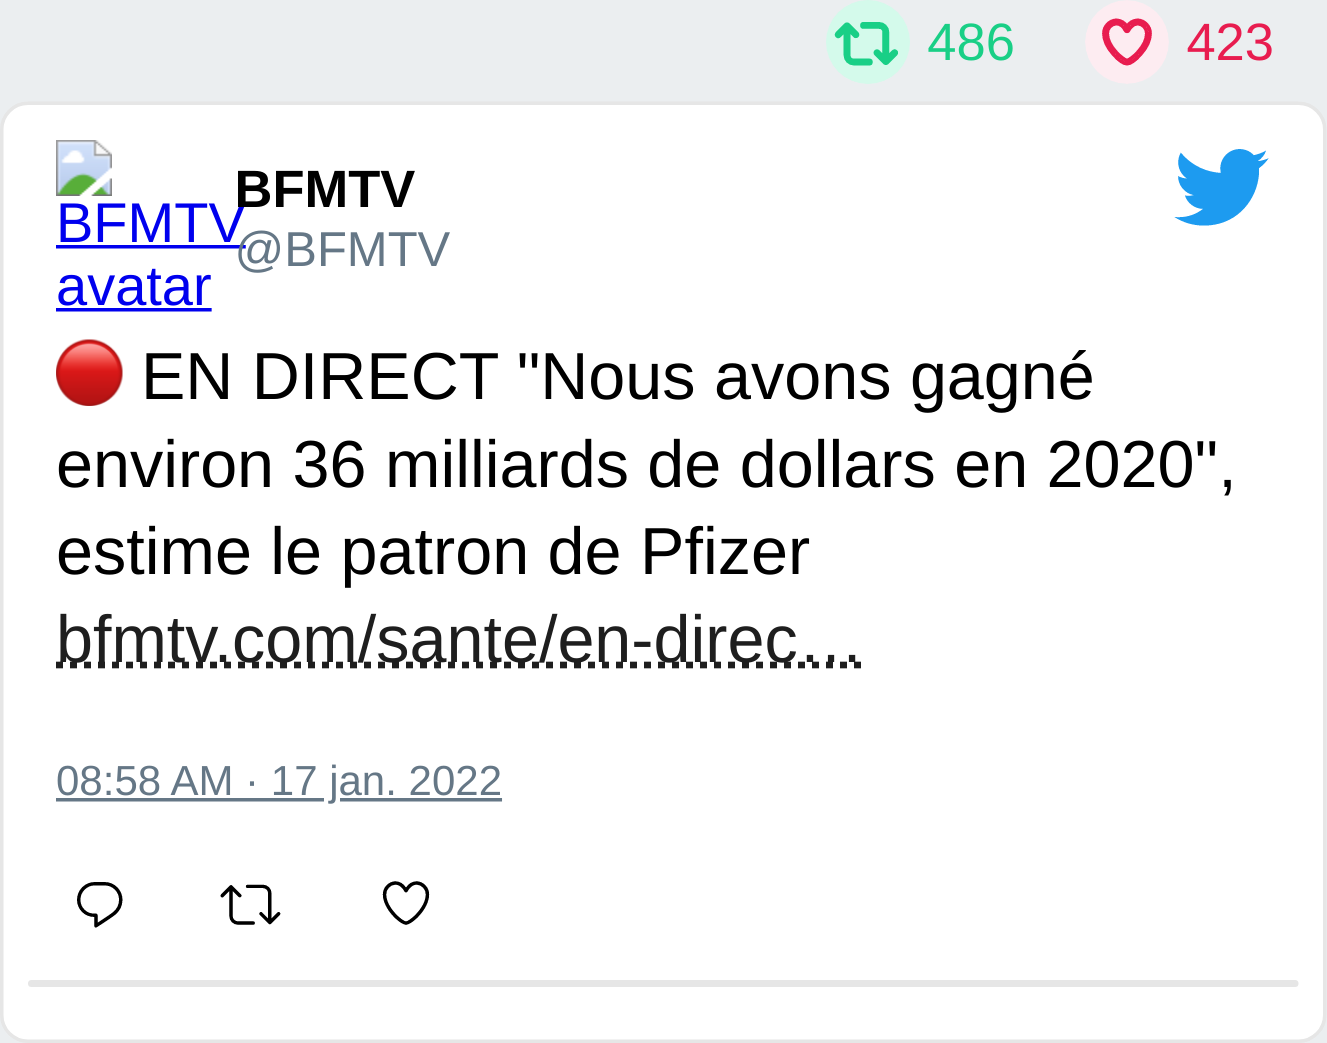 486 423
BFMTV avatar
BFMTV
@BFMTV
🔴 EN DIRECT "Nous avons gagné
environ 36 milliards de dollars en 2020",
estime le patron de Pfizer
bfmtv.com/sante/en-direc…
08:58 AM · 17 jan. 2022